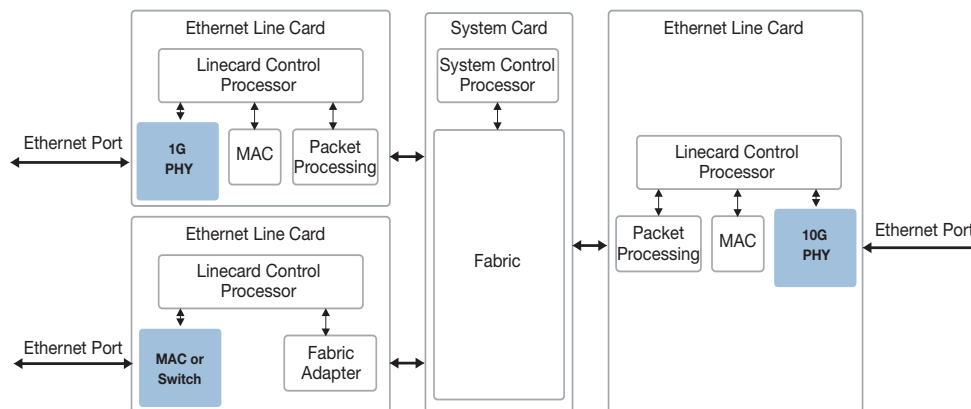 Ethernet Line Card
Linecard Control
Processor
Ethernet Port
1G
PHY
MAC
Packet
Processing
Ethernet Line Card
Linecard Control
Processor
Ethernet Port
MAC or
Switch
Fabric
Adapter
System Card
System Control
Processor
Fabric
Ethernet Line Card
Linecard Control
Processor
Packet
Processing
MAC
10G
PHY
Ethernet Port